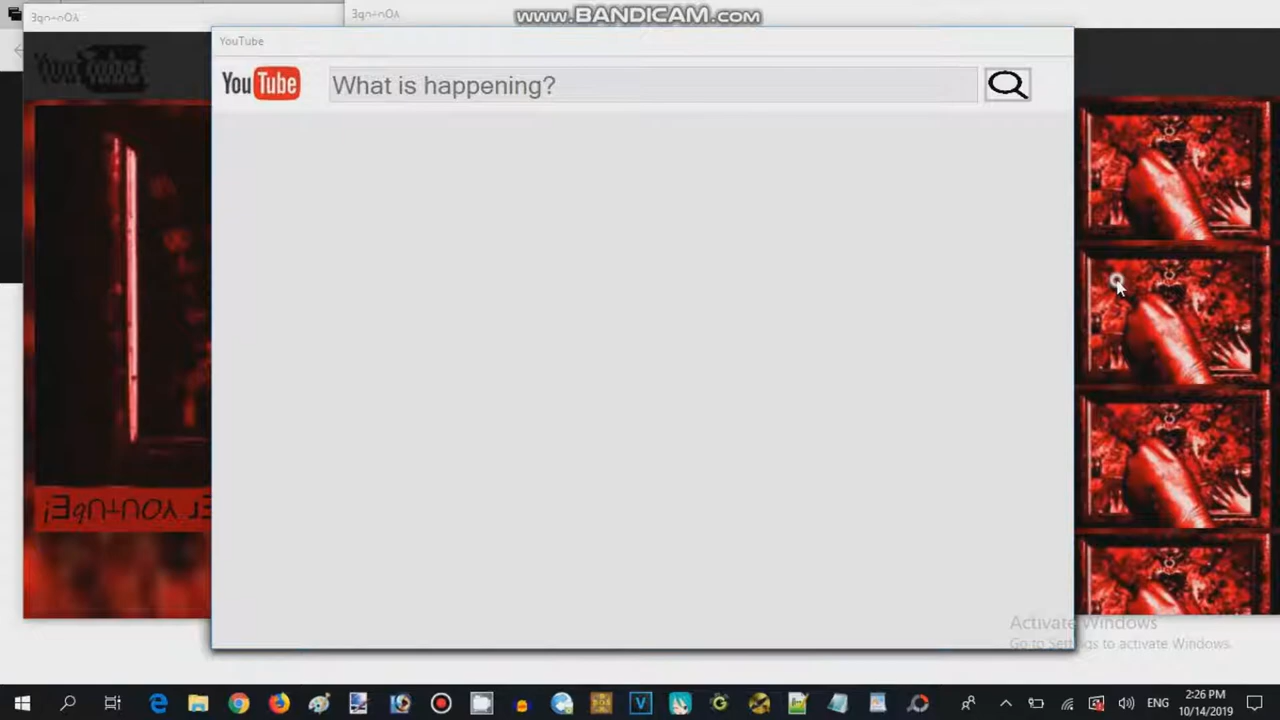 www.BANDICAM.com
YouTube
YouTube
What is happening?
Activate Windows
Go to Settings to activate Windows.
ENG
2:26 PM
10/14/2019